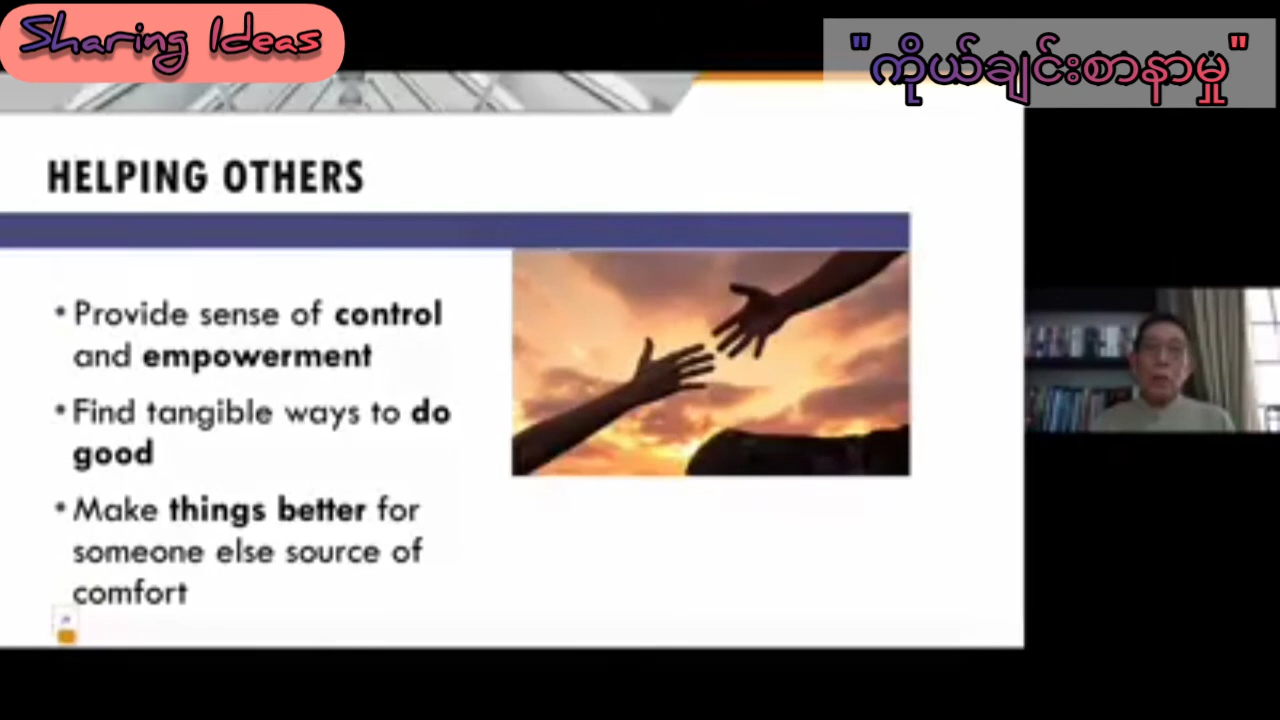 Sharing Ideas
"ကိုယ်ချင်းစာနာမှု"
HELPING OTHERS
• Provide sense of control
and empowerment
• Find tangible ways to do
good
• Make things better for
someone else source of
comfort